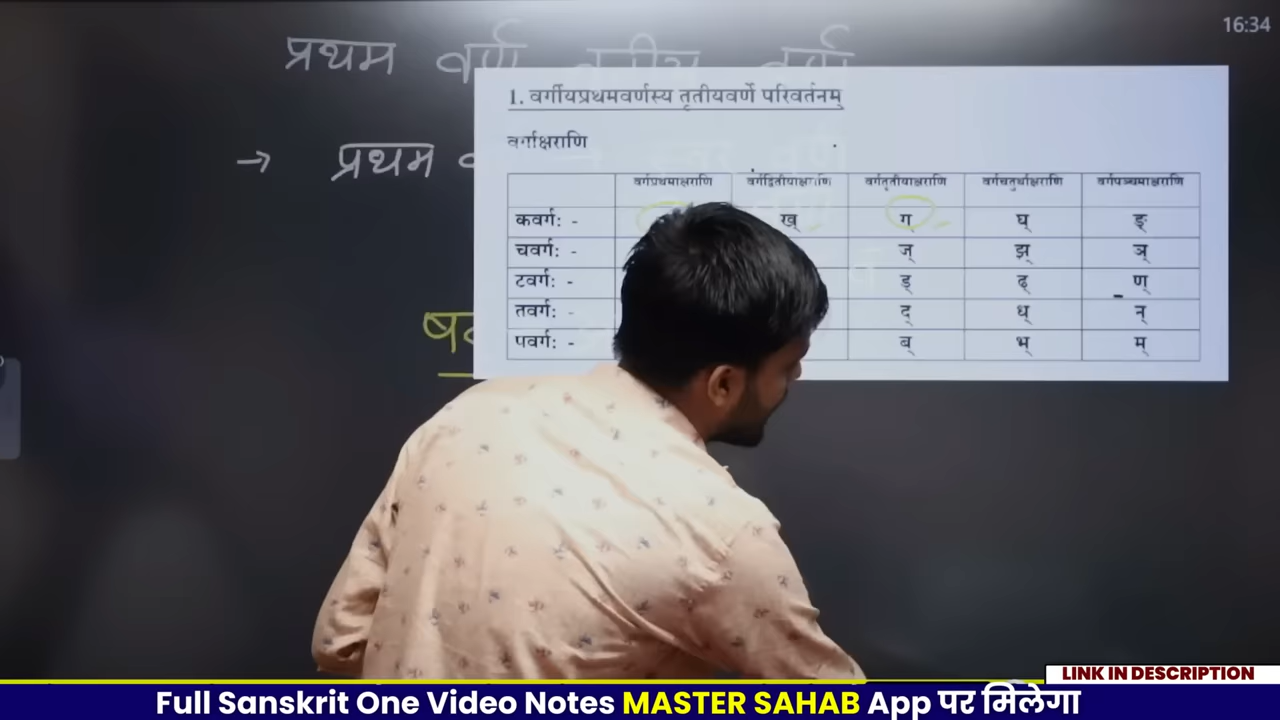 16:34
प्रथम वर्ण तृतीय वर्ण
1. वर्गीयप्रथमवर्णस्य तृतीयवर्णे परिवर्तनम्
→ प्रथम
वर्गाक्षराणि
वर्गप्रथमाक्षराणि वर्गद्वितीयाक्षराणि वर्गतृतीयाक्षराणि वर्गचतुर्थाक्षराणि वर्गपञ्चमाक्षराणि
कवर्गः - ख् ग् घ् ङ्
चवर्गः - ज् झ् ञ्
टवर्गः - ड् ढ् ण्
तवर्गः - द् ध् न्
पवर्गः - ब् भ् म्
LINK IN DESCRIPTION
Full Sanskrit One Video Notes MASTER SAHAB App पर मिलेगा